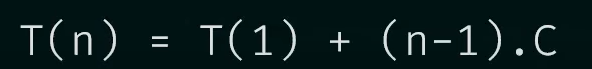 T(n) = T(1) + (n-1).C